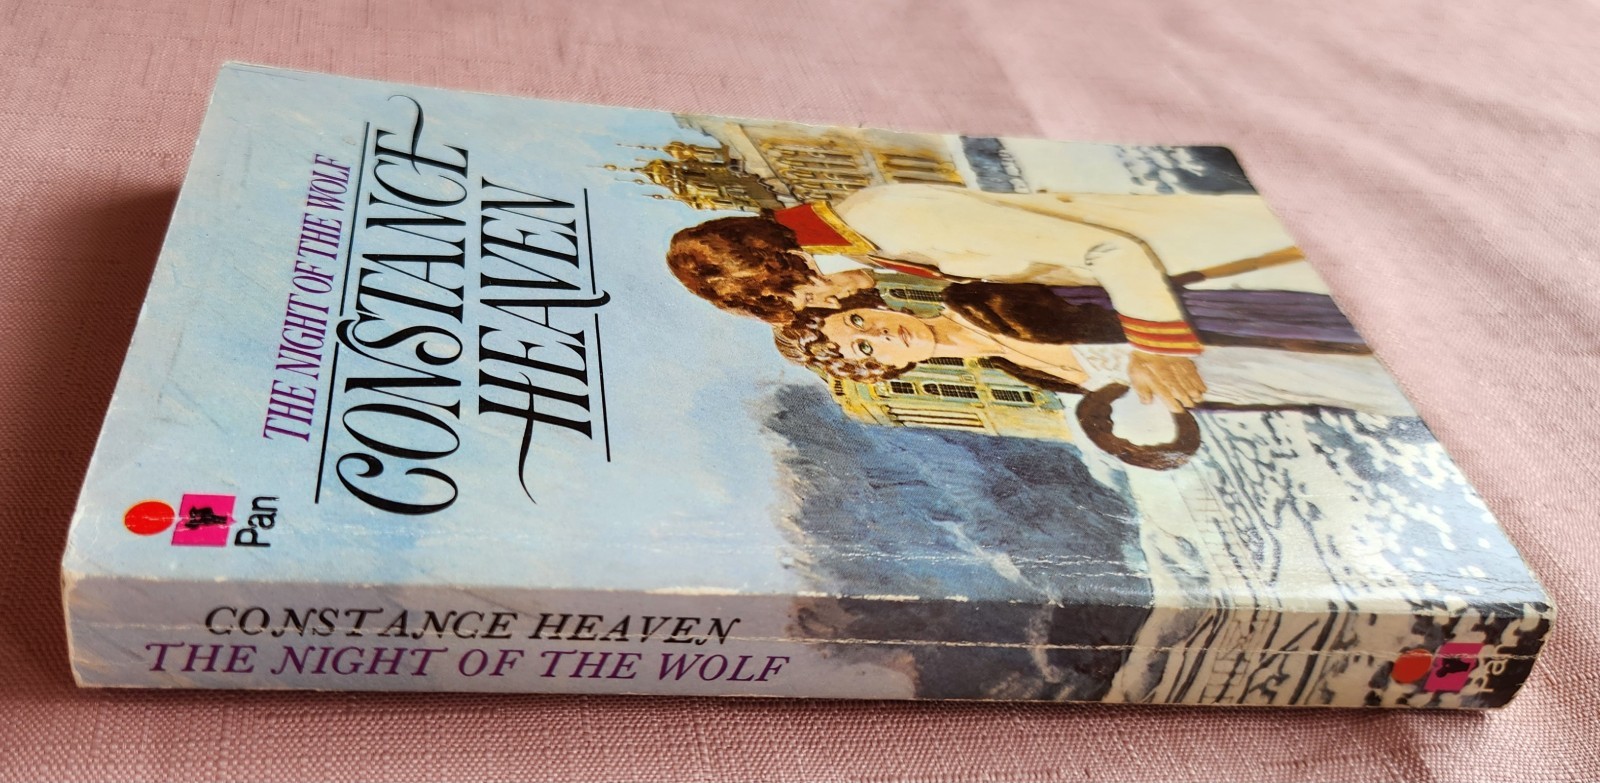 THE NIGHT OF THE WOLF
CONSTANCE
HEAVEN
Pan
CONSTANCE HEAVEN
THE NIGHT OF THE WOLF
Pan